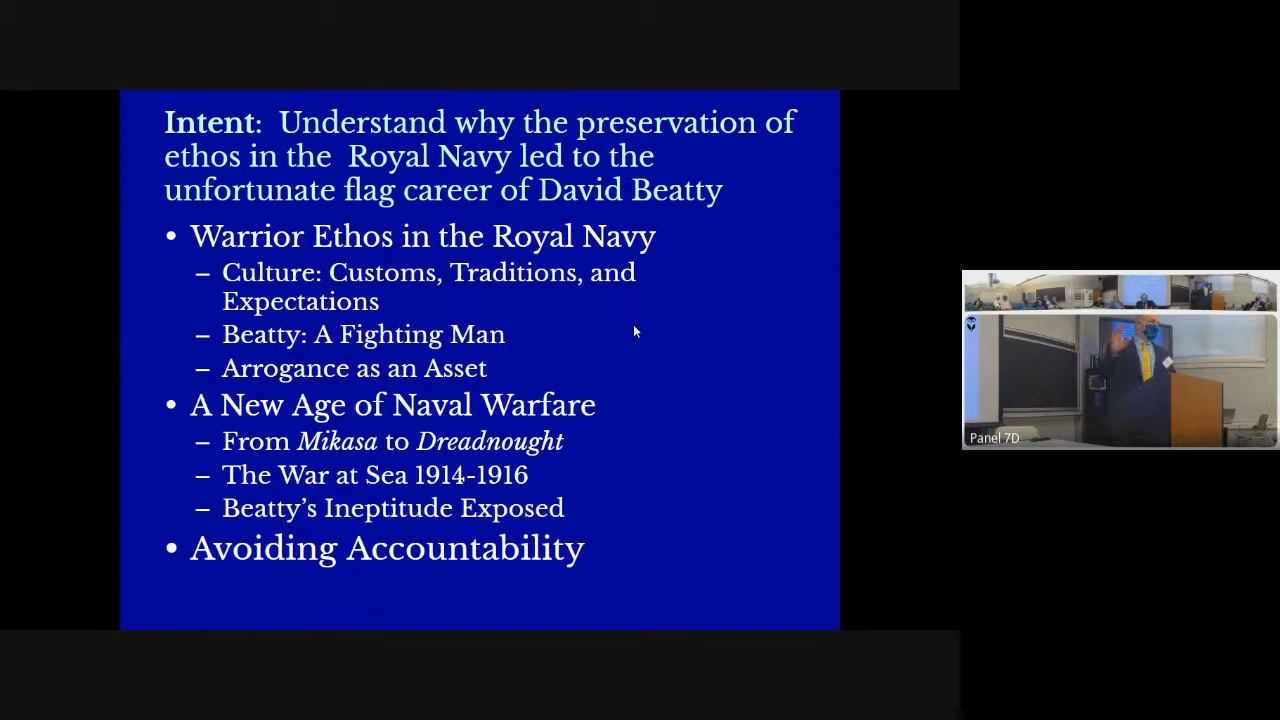 Intent: Understand why the preservation of
ethos in the Royal Navy led to the
unfortunate flag career of David Beatty
• Warrior Ethos in the Royal Navy
– Culture: Customs, Traditions, and
Expectations
– Beatty: A Fighting Man
– Arrogance as an Asset
• A New Age of Naval Warfare
– From Mikasa to Dreadnought
– The War at Sea 1914-1916
– Beatty’s Ineptitude Exposed
• Avoiding Accountability
Panel 7D